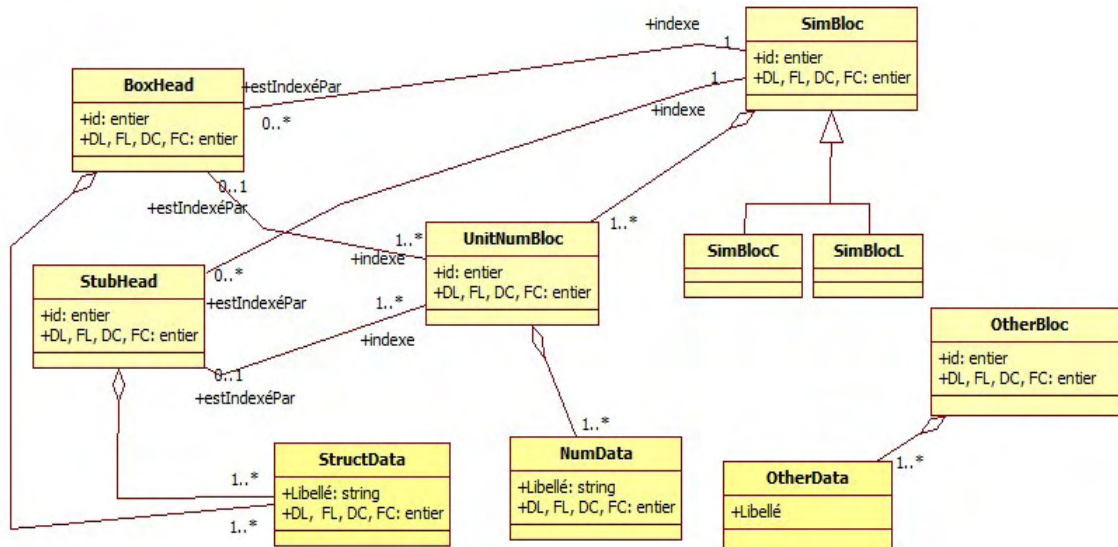 SimBloc
+id: entier
+DL, FL, DC, FC: entier
+indexe
1
1
+indexe
BoxHead
+id: entier
+DL, FL, DC, FC: entier
+estIndexéPar
0..*
0..1
+estIndexéPar
1..*
+indexe
UnitNumBloc
+id: entier
+DL, FL, DC, FC: entier
1..*
SimBlocC
SimBlocL
StubHead
+id: entier
+DL, FL, DC, FC: entier
0..*
+estIndexéPar
1..*
+indexe
0..1
+estIndexéPar
OtherBloc
+id: entier
+DL, FL, DC, FC: entier
1..*
1..*
StructData
+Libellé: string
+DL, FL, DC, FC: entier
1..*
NumData
+Libellé: string
+DL, FL, DC, FC: entier
1..*
OtherData
+Libellé